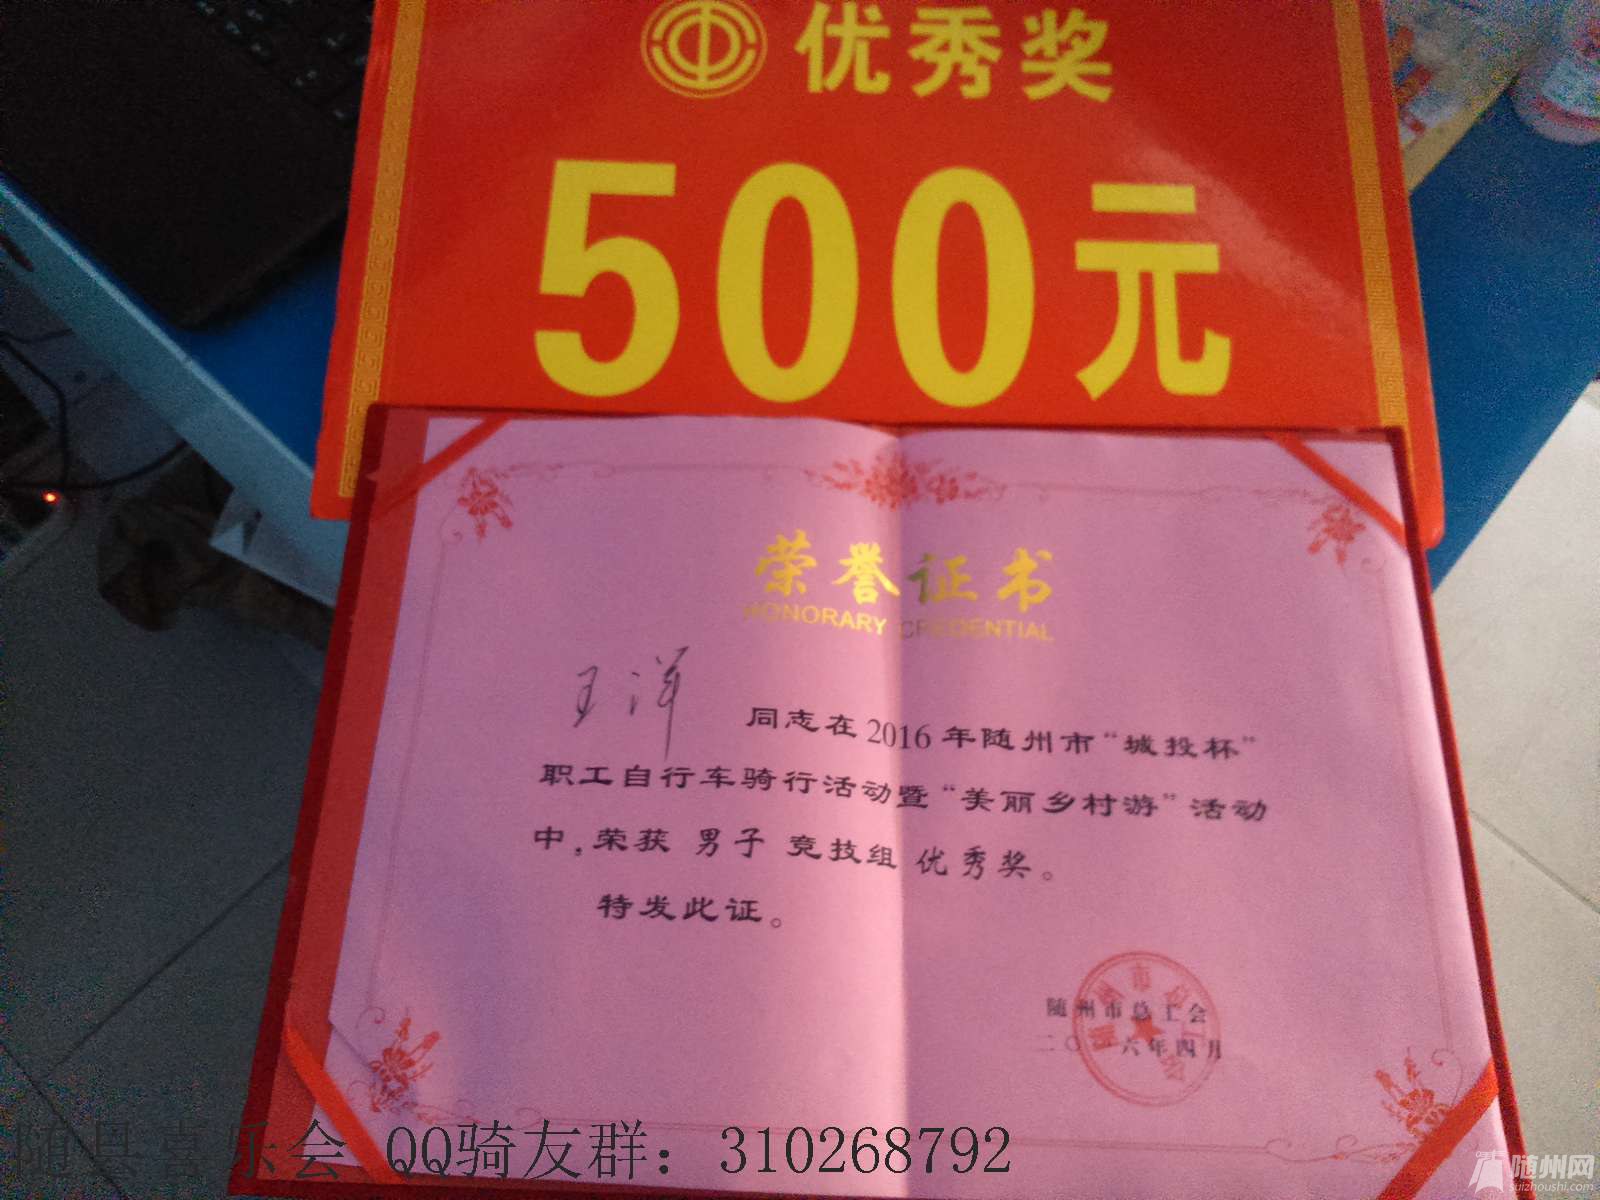 优秀奖
500元
荣誉证书
HONORARY CREDENTIAL
王洋 同志在2016年随州市“城投杯”
职工自行车骑行活动暨“美丽乡村游”活动
中，荣获 男子 竞技组 优秀奖。
特发此证。
随州市总工会
二〇一六年四月
随县喜乐会 QQ骑友群：310268792
随州网
suizhoushi.com